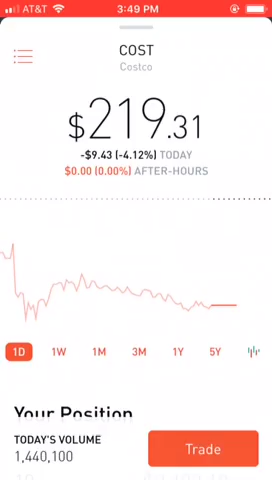 AT&T 3:49 PM
COST
Costco
$219.31
-$9.43 (-4.12%) TODAY
$0.00 (0.00%) AFTER-HOURS
1D 1W 1M 3M 1Y 5Y
Your Position
TODAY'S VOLUME
1,440,100
Trade